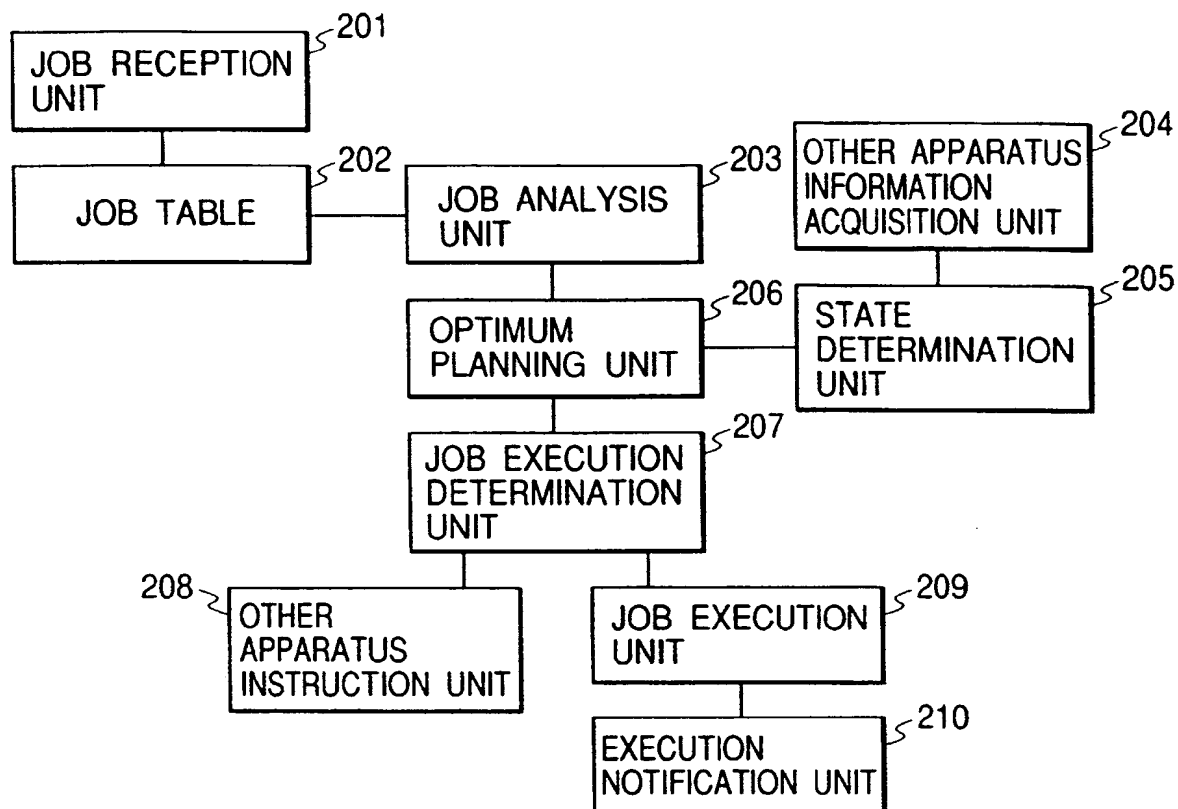 201
JOB RECEPTION
UNIT
202
JOB TABLE
203
JOB ANALYSIS
UNIT
204
OTHER APPARATUS
INFORMATION
ACQUISITION UNIT
205
STATE
DETERMINATION
UNIT
206
OPTIMUM
PLANNING UNIT
207
JOB EXECUTION
DETERMINATION
UNIT
208
OTHER
APPARATUS
INSTRUCTION UNIT
209
JOB EXECUTION
UNIT
210
EXECUTION
NOTIFICATION UNIT